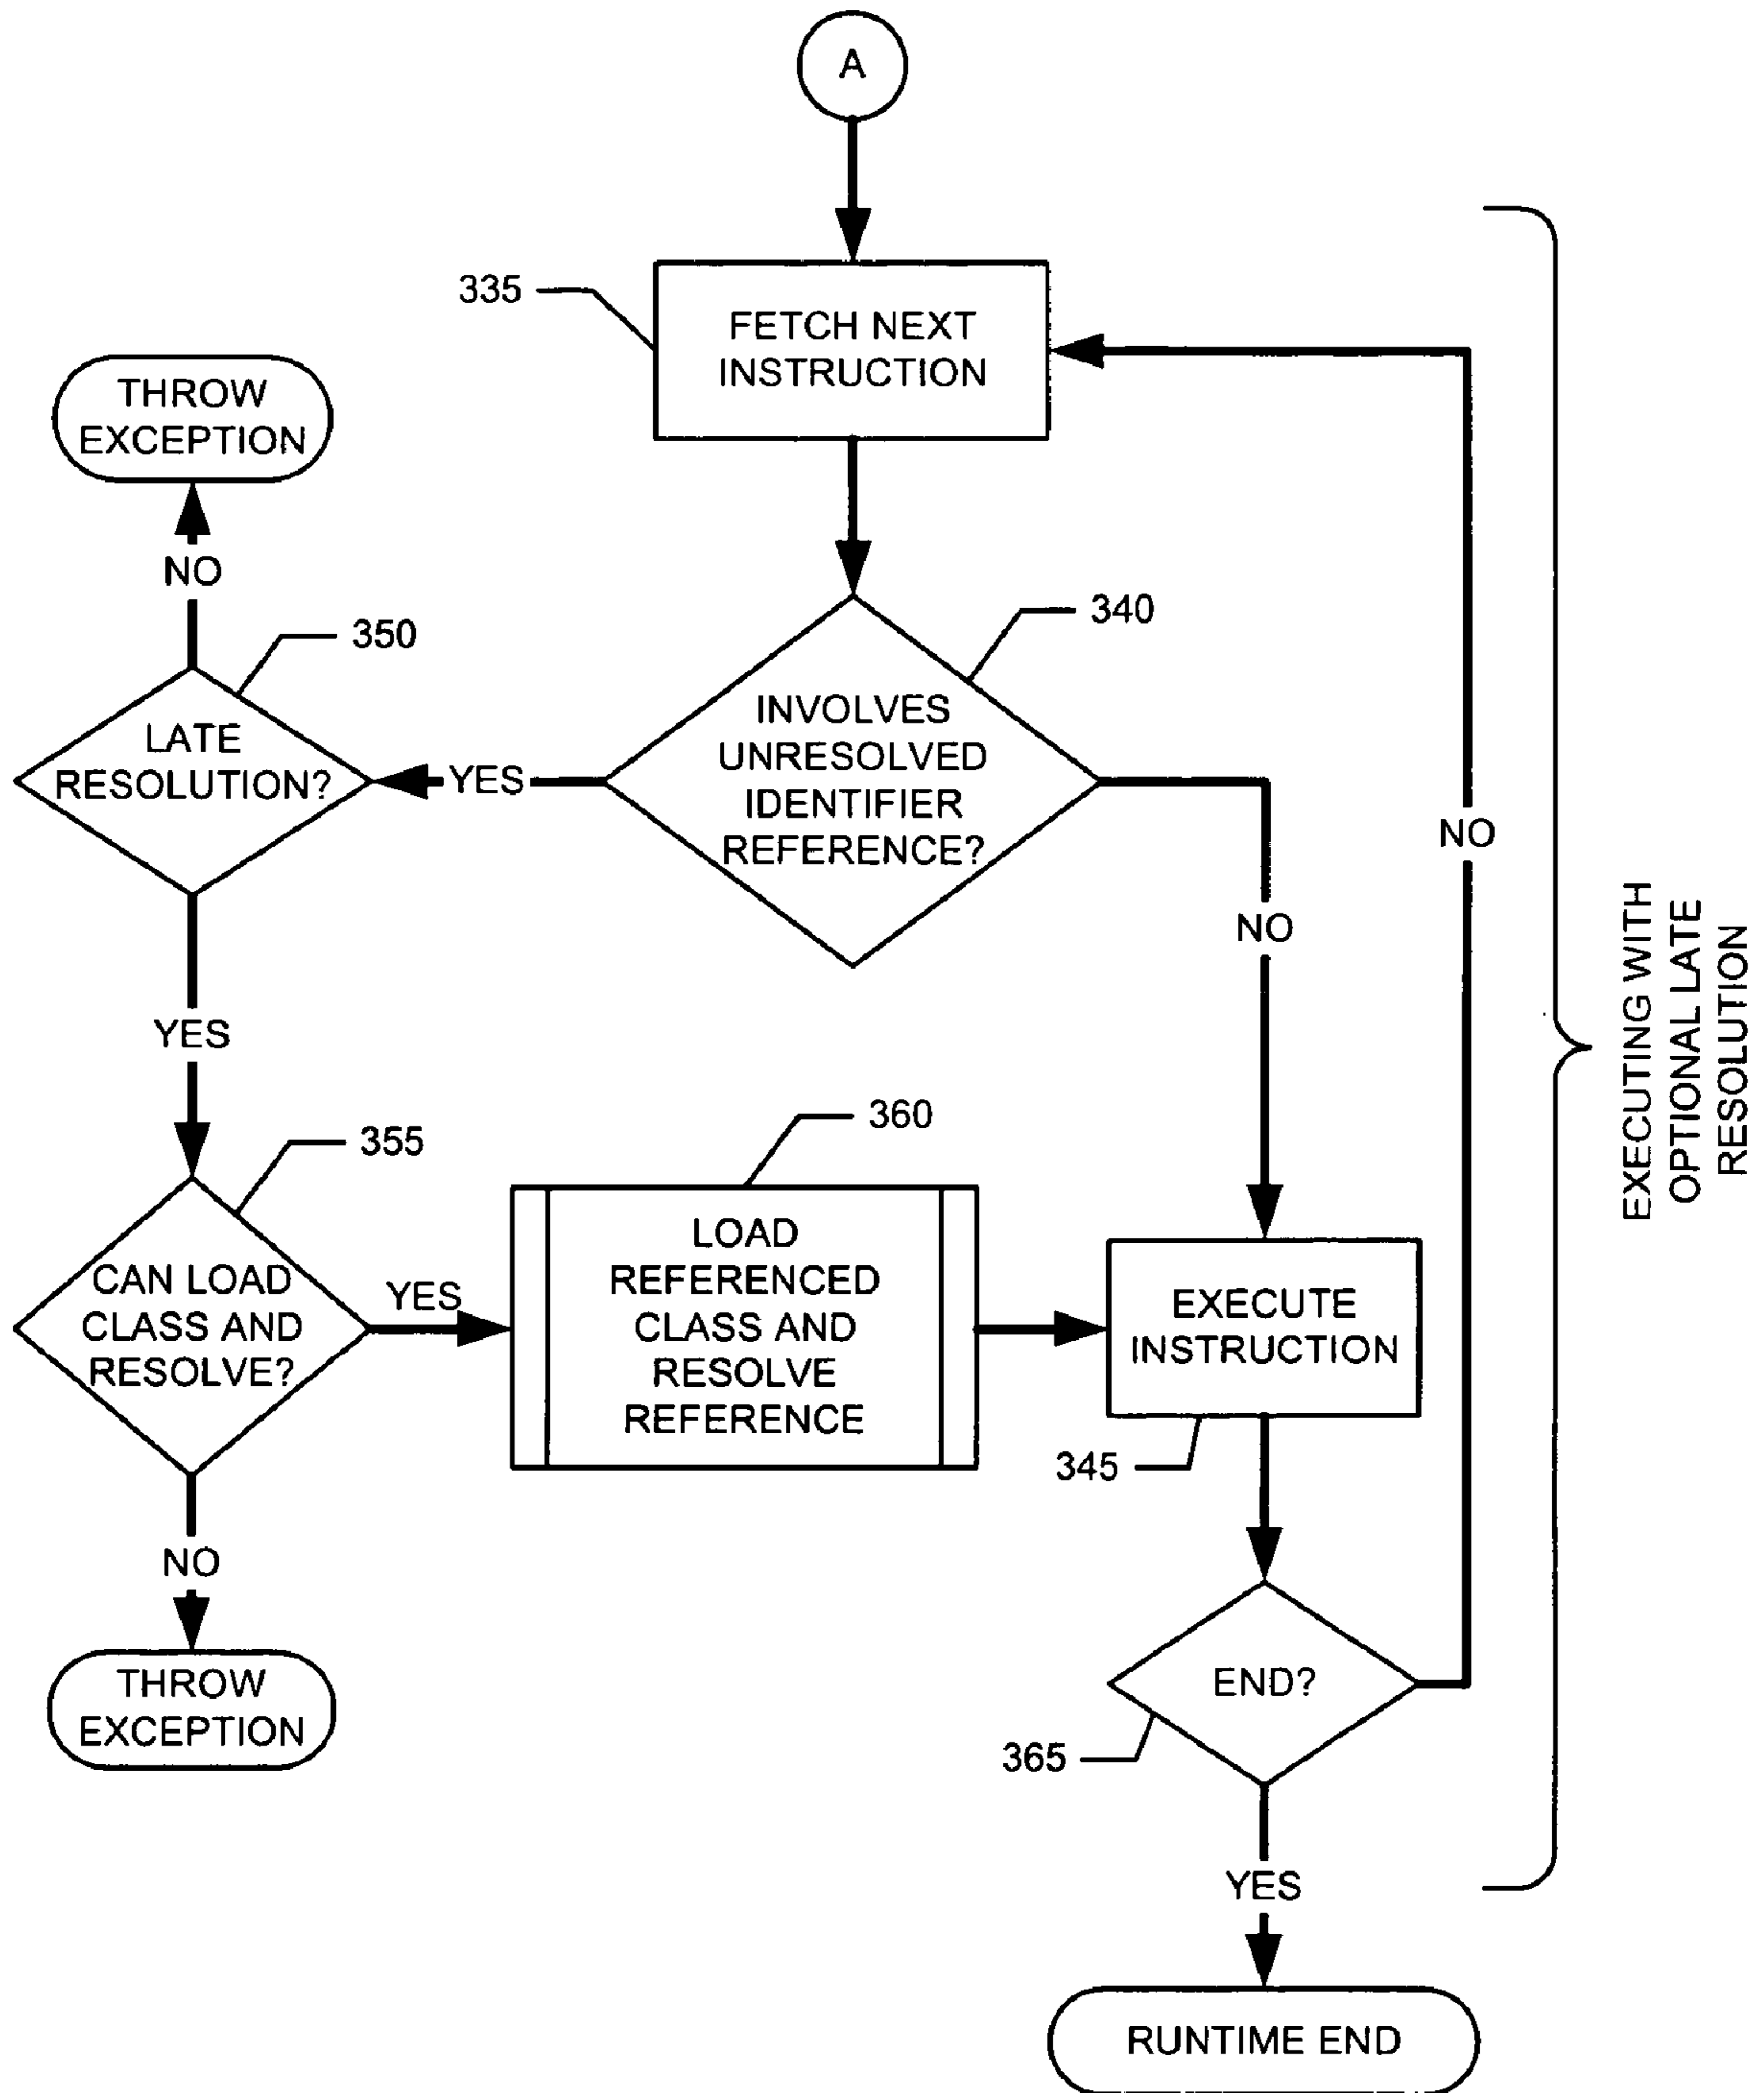 A
335
FETCH NEXT
INSTRUCTION
THROW
EXCEPTION
NO
350
340
LATE
RESOLUTION?
YES
INVOLVES
UNRESOLVED
IDENTIFIER
REFERENCE?
NO
NO
YES
EXECUTING WITH
OPTIONAL LATE
RESOLUTION
355
360
CAN LOAD
CLASS AND
RESOLVE?
YES
LOAD
REFERENCED
CLASS AND
RESOLVE
REFERENCE
EXECUTE
INSTRUCTION
345
NO
THROW
EXCEPTION
END?
365
YES
RUNTIME END